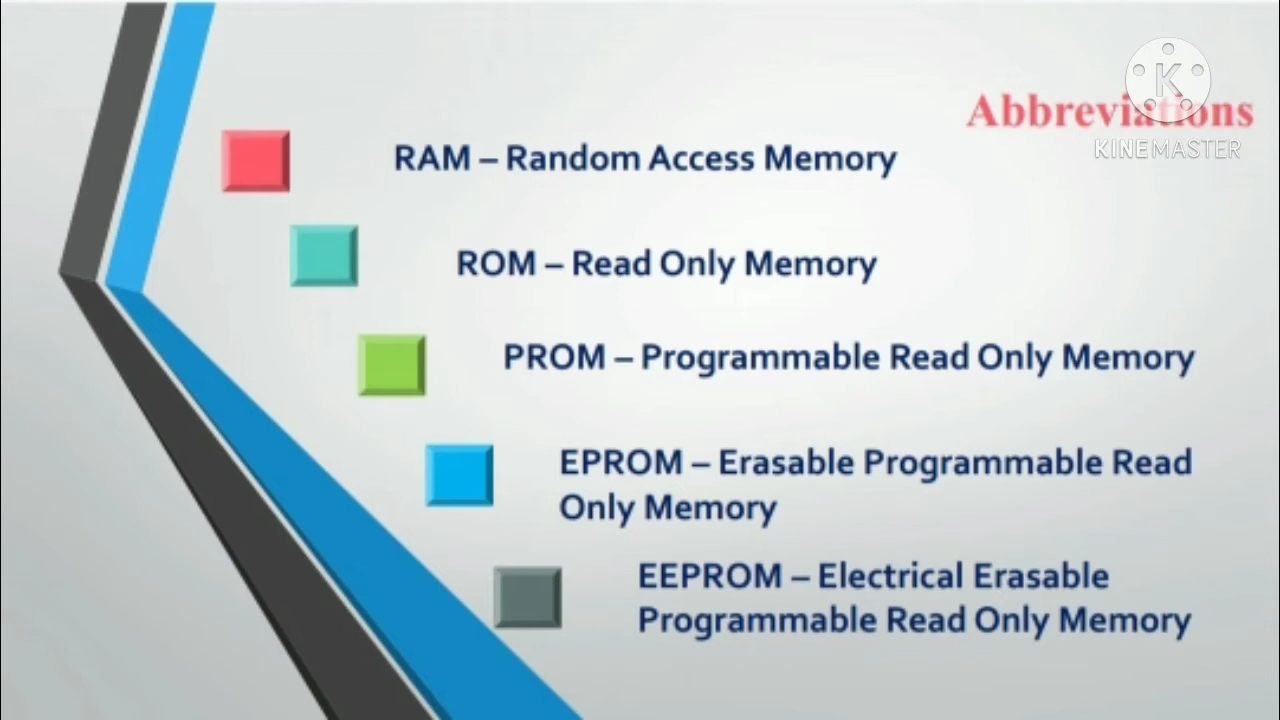 Abbreviations
K
KINEMASTER
RAM – Random Access Memory
ROM – Read Only Memory
PROM – Programmable Read Only Memory
EPROM – Erasable Programmable Read
Only Memory
EEPROM – Electrical Erasable
Programmable Read Only Memory